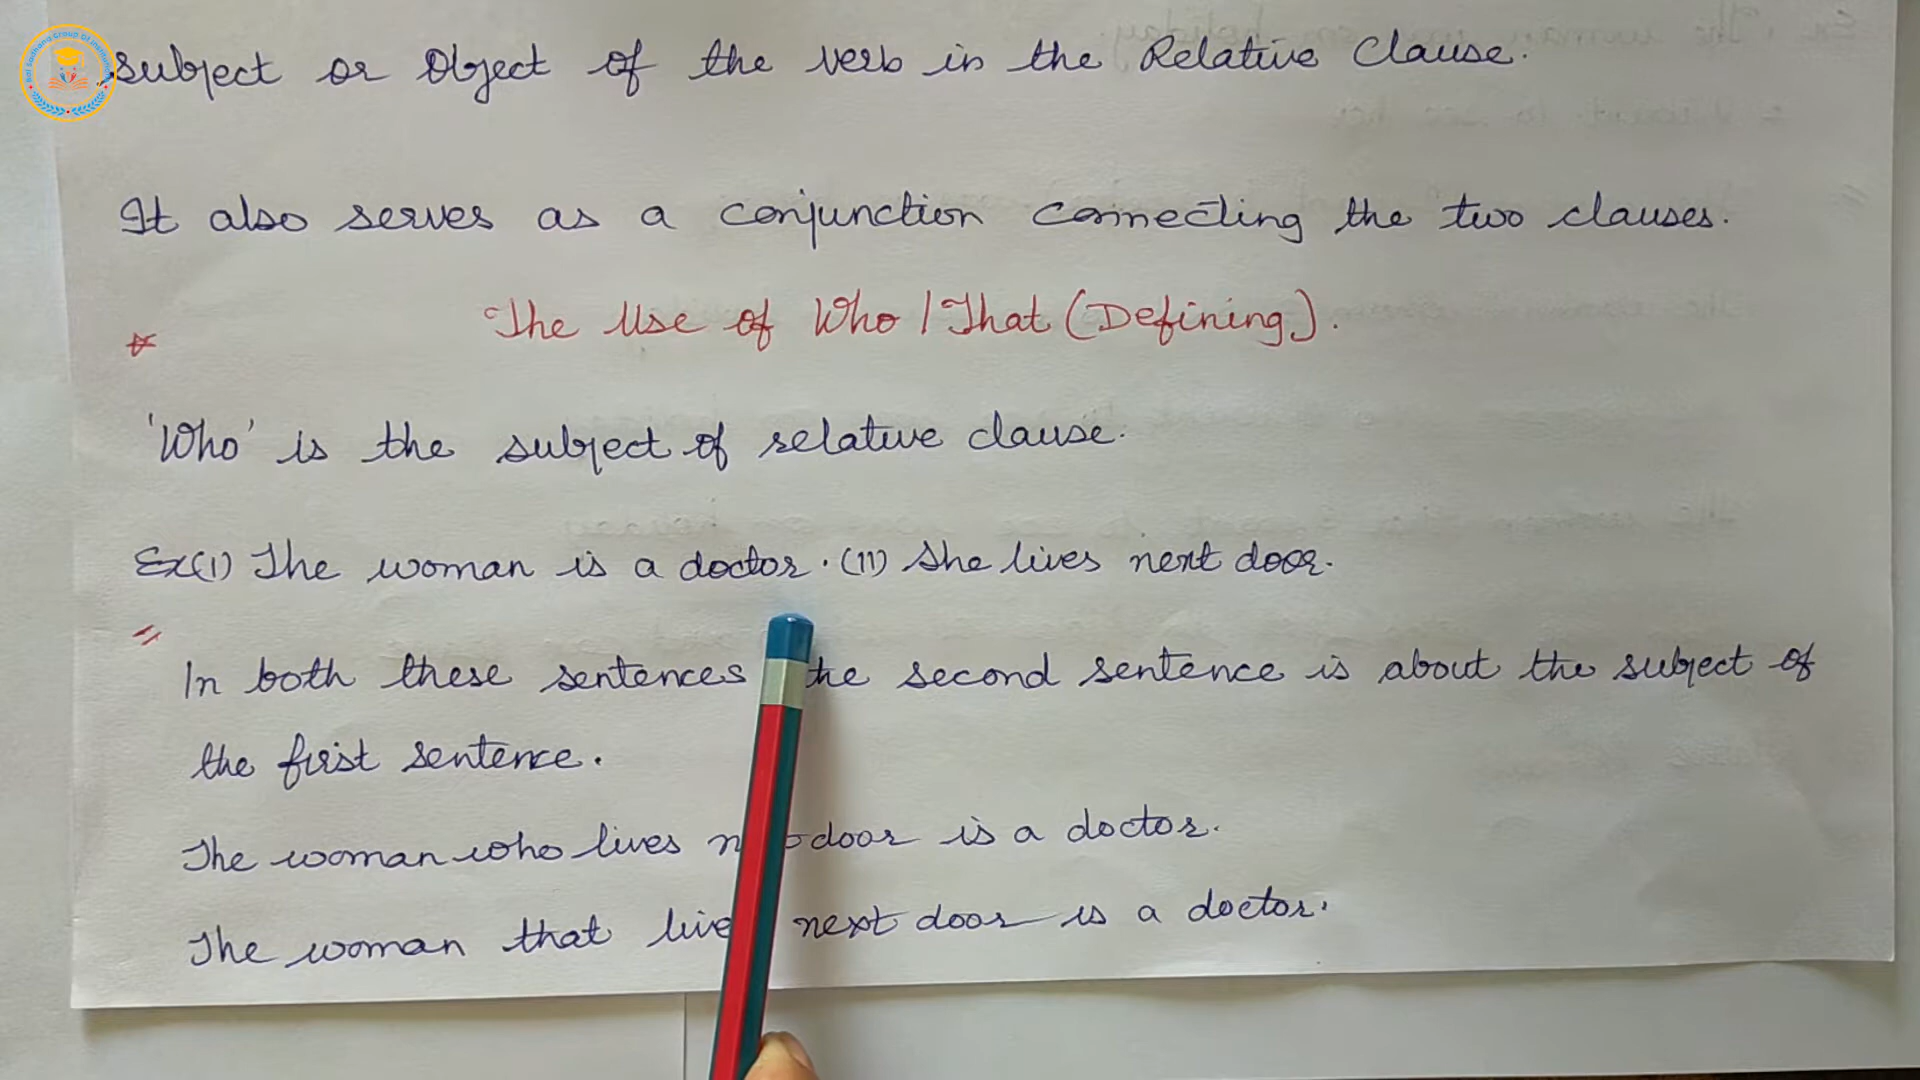 subject or Object of the verb in the Relative Clause.
It also serves as a conjunction connecting the two clauses.
The Use of Who / That (Defining).
'Who' is the subject of relative clause.
Ex(1) The woman is a doctor. (11) She lives next door.
In both these sentences the second sentence is about the subject of
the first sentence.
The woman who lives door is a doctor.
The woman that next door is a doctor.